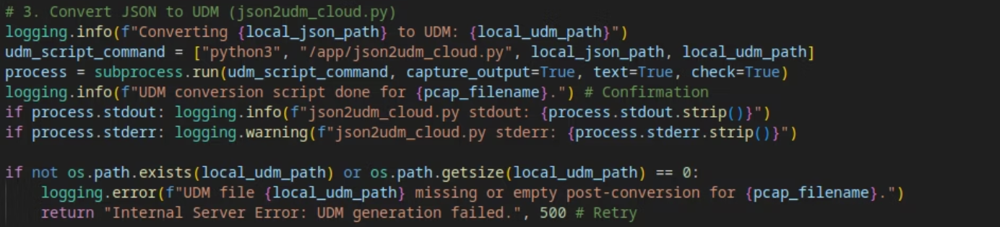 # 3. Convert JSON to UDM (json2udm_cloud.py)
logging.info(f"Converting {local_json_path} to UDM: {local_udm_path}")
udm_script_command = ["python3", "/app/json2udm_cloud.py", local_json_path, local_udm_path]
process = subprocess.run(udm_script_command, capture_output=True, text=True, check=True)
logging.info(f"UDM conversion script done for {pcap_filename}.") # Confirmation
if process.stdout: logging.info(f"json2udm_cloud.py stdout: {process.stdout.strip()}")
if process.stderr: logging.warning(f"json2udm_cloud.py stderr: {process.stderr.strip()}")

if not os.path.exists(local_udm_path) or os.path.getsize(local_udm_path) == 0:
    logging.error(f"UDM file {local_udm_path} missing or empty post-conversion for {pcap_filename}.")
    return "Internal Server Error: UDM generation failed.", 500 # Retry